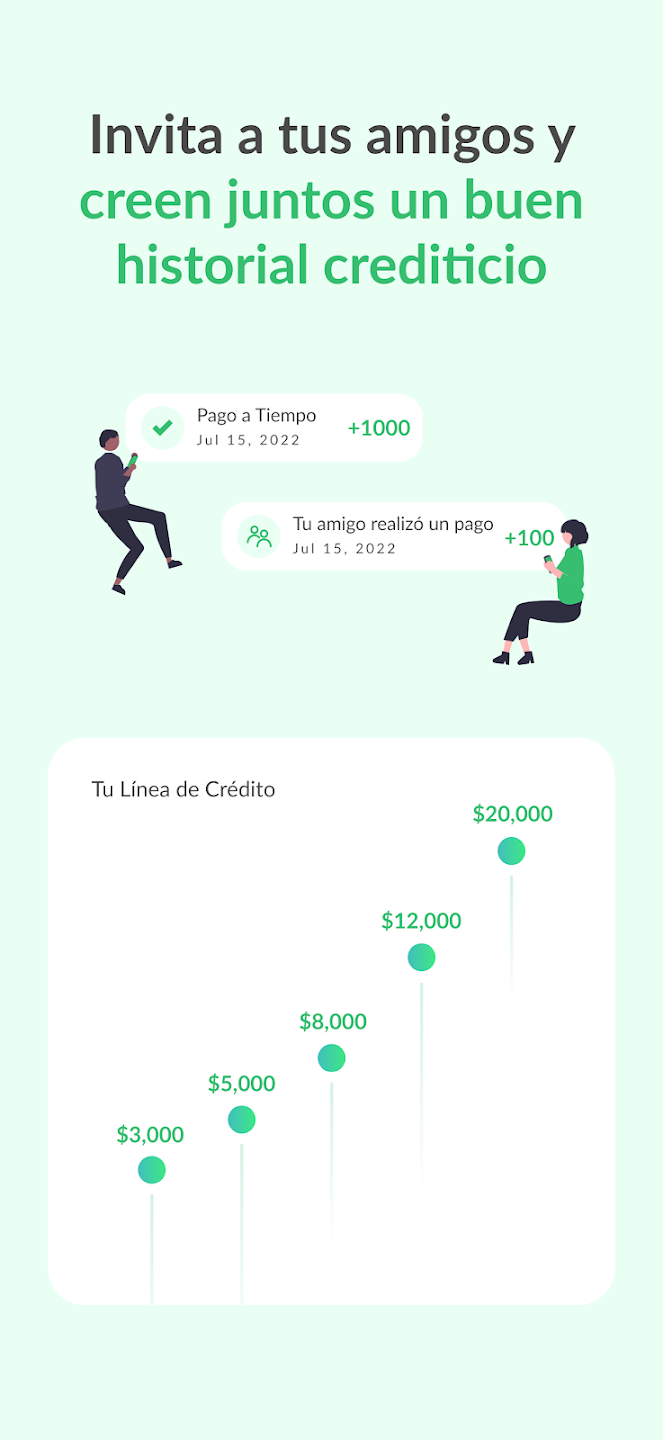 Invita a tus amigos y
creen juntos un buen
historial crediticio
Pago a Tiempo
Jul 15, 2022
+1000
Tu amigo realizó un pago
Jul 15, 2022
+100
Tu Línea de Crédito
$20,000
$12,000
$8,000
$5,000
$3,000